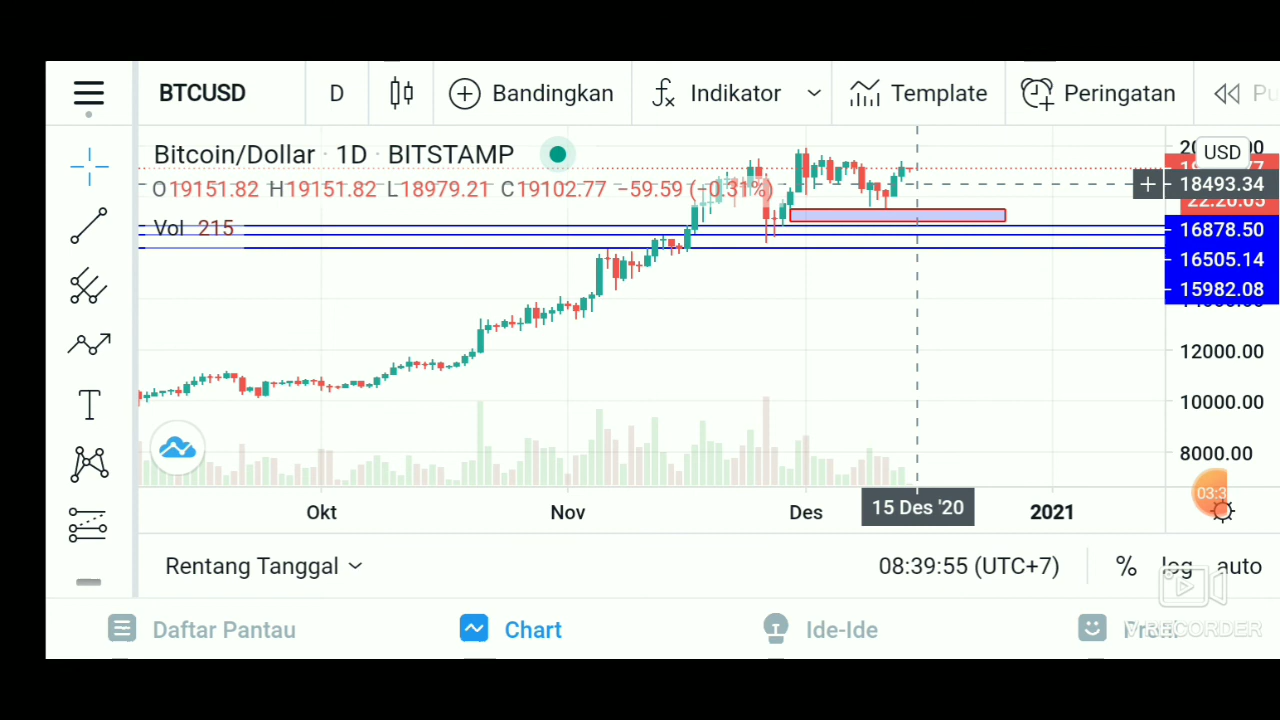 BTCUSD D Bandingkan Indikator Template Peringatan
Bitcoin/Dollar · 1D · BITSTAMP
USD
O19151.82 H19151.82 L18979.21 C19102.77 −59.59 (−0.31%)
18493.34
Vol 215
16878.50
16505.14
15982.08
12000.00
10000.00
8000.00
Okt Nov Des 15 Des '20 2021
03:3
Rentang Tanggal 08:39:55 (UTC+7) % log auto
Daftar Pantau Chart Ide-Ide
V RECORDER